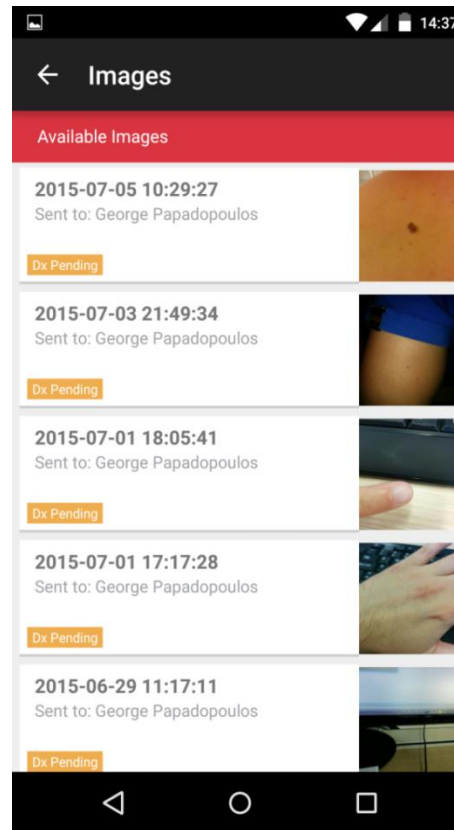 14:37
Images
Available Images
2015-07-05 10:29:27
Sent to: George Papadopoulos
Dx Pending
2015-07-03 21:49:34
Sent to: George Papadopoulos
Dx Pending
2015-07-01 18:05:41
Sent to: George Papadopoulos
Dx Pending
2015-07-01 17:17:28
Sent to: George Papadopoulos
Dx Pending
2015-06-29 11:17:11
Sent to: George Papadopoulos
Dx Pending